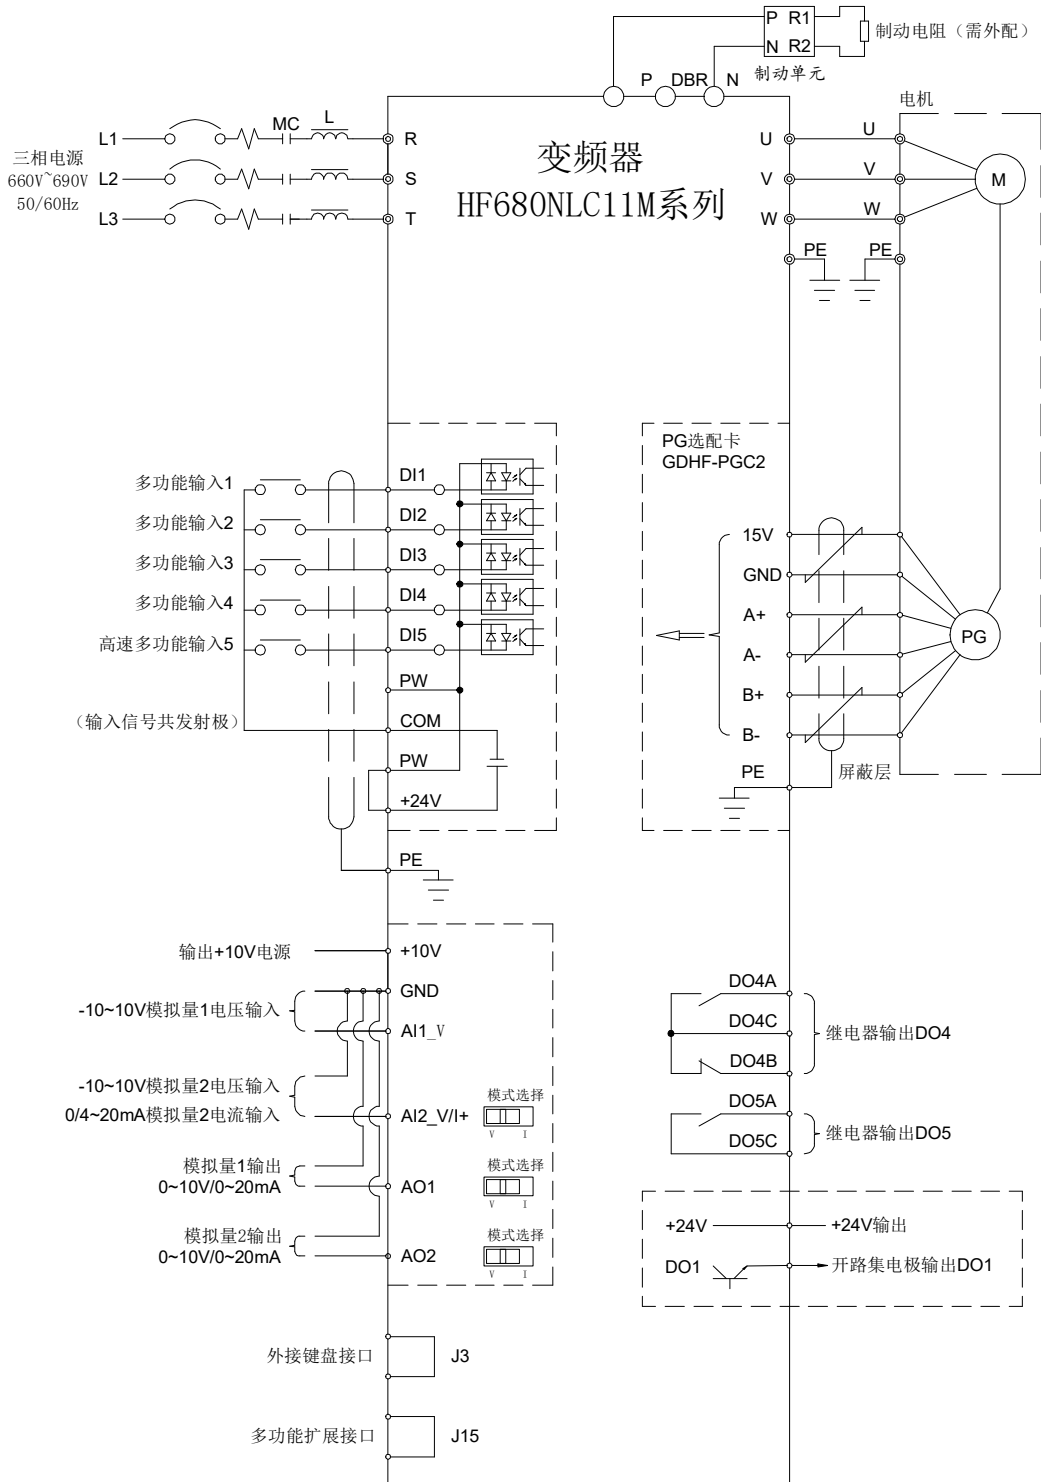 P R1
N R2
制动电阻（需外配）
制动单元
P DBR N
电机
MC L
L1
三相电源
660V~690V
L2
50/60Hz
L3
R
S
T
变频器
HF680NLC11M系列
U
V
W
PE
U
V
W
PE
M
PG选配卡
GDHF-PGC2
多功能输入1
DI1
多功能输入2
DI2
多功能输入3
DI3
多功能输入4
DI4
高速多功能输入5
DI5
PW
（输入信号共发射极）
COM
PW
+24V
PE
15V
GND
A+
A-
B+
B-
PE
屏蔽层
PG
输出+10V电源
+10V
GND
-10~10V模拟量1电压输入
AI1_V
-10~10V模拟量2电压输入
0/4~20mA模拟量2电流输入
AI2_V/I+
模式选择
V I
模拟量1输出
0~10V/0~20mA
AO1
模式选择
V I
模拟量2输出
0~10V/0~20mA
AO2
模式选择
V I
DO4A
DO4C
继电器输出DO4
DO4B
DO5A
继电器输出DO5
DO5C
+24V
+24V输出
DO1
开路集电极输出DO1
外接键盘接口
J3
多功能扩展接口
J15